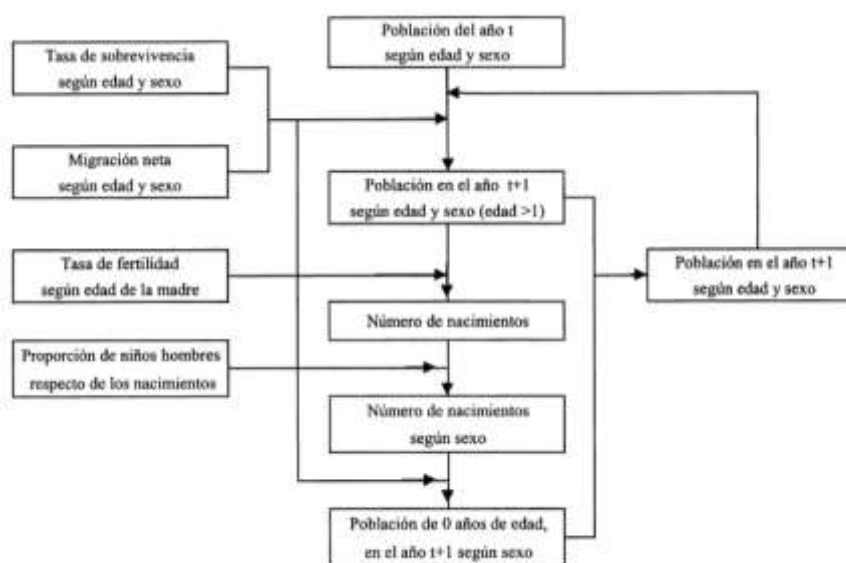 Población del año t
según edad y sexo
Tasa de sobrevivencia
según edad y sexo
Migración neta
según edad y sexo
Población en el año t+1
según edad y sexo (edad >1)
Tasa de fertilidad
según edad de la madre
Población en el año t+1
según edad y sexo
Número de nacimientos
Proporción de niños hombres
respecto de los nacimientos
Número de nacimientos
según sexo
Población de 0 años de edad,
en el año t+1 según sexo